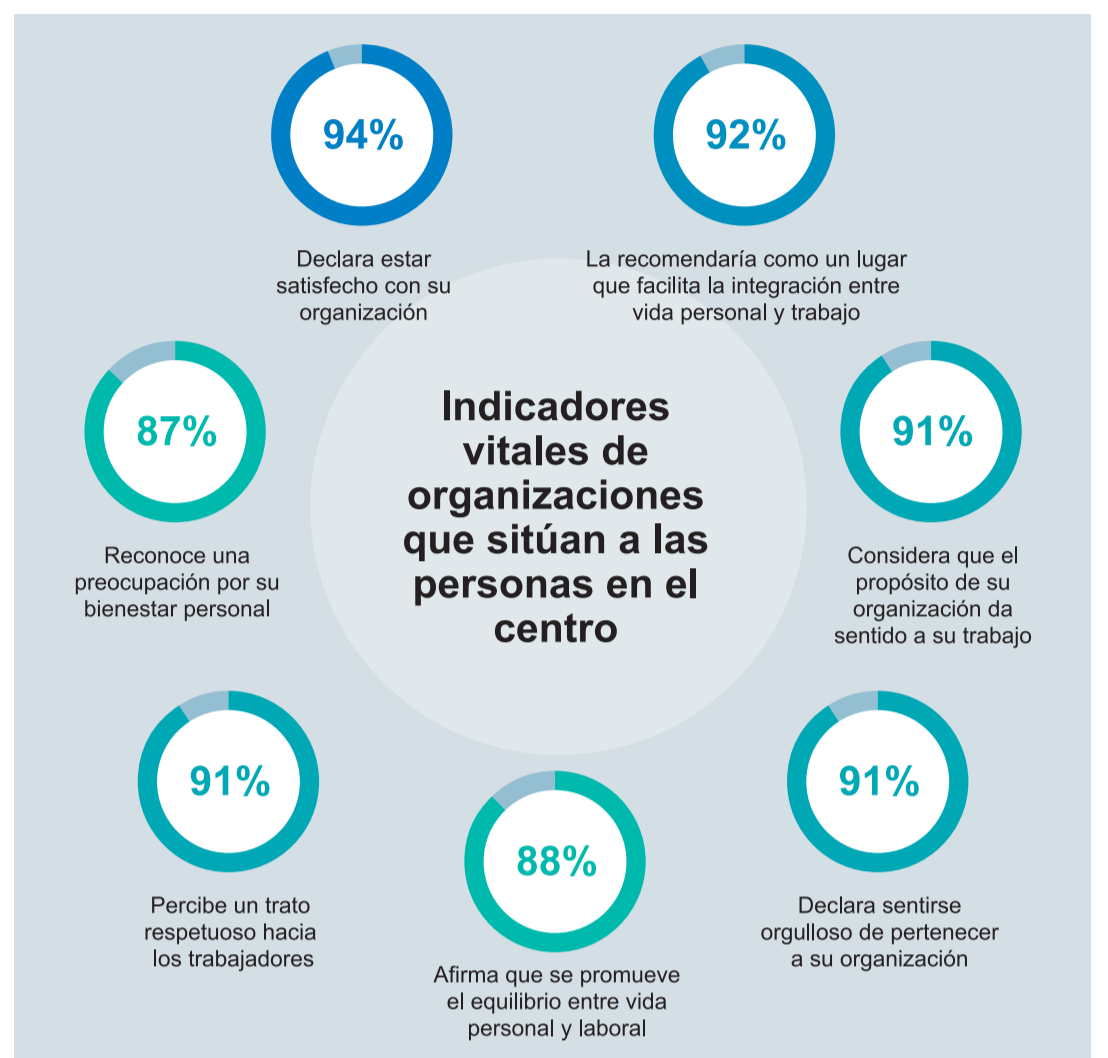 94%
Declara estar
satisfecho con su
organización
92%
La recomendaría como un lugar
que facilita la integración entre
vida personal y trabajo
87%
Reconoce una
preocupación por su
bienestar personal
Indicadores
vitales de
organizaciones
que sitúan a las
personas en el
centro
91%
Considera que el
propósito de su
organización da
sentido a su trabajo
91%
Percibe un trato
respetuoso hacia
los trabajadores
88%
Afirma que se promueve
el equilibrio entre vida
personal y laboral
91%
Declara sentirse
orgulloso de pertenecer
a su organización